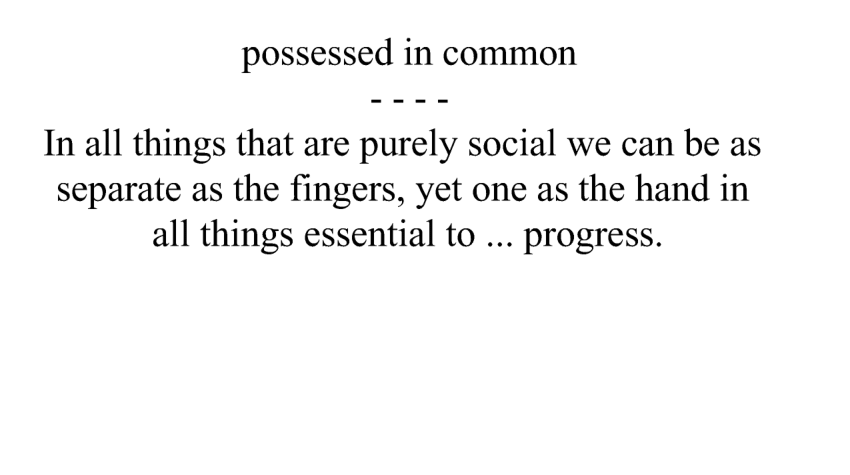 possessed in common
- - - -
In all things that are purely social we can be as
separate as the fingers, yet one as the hand in
all things essential to ... progress.